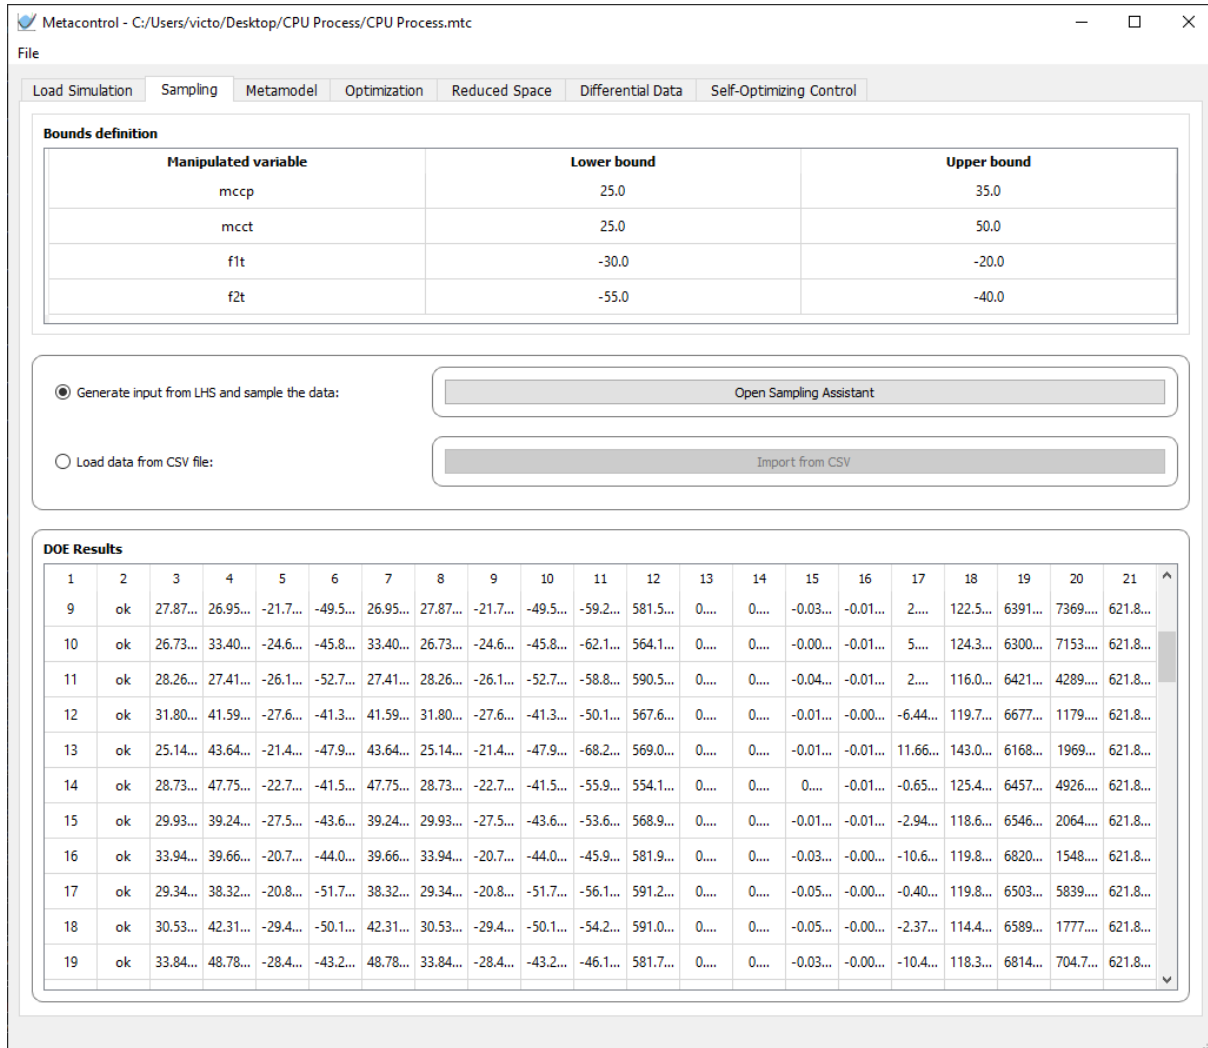 Metacontrol - C:/Users/victo/Desktop/CPU Process/CPU Process.mtc
File
Load Simulation Sampling Metamodel Optimization Reduced Space Differential Data Self-Optimizing Control
Bounds definition
Manipulated variable Lower bound Upper bound
mccp 25.0 35.0
mcct 25.0 50.0
f1t -30.0 -20.0
f2t -55.0 -40.0
Generate input from LHS and sample the data: Open Sampling Assistant
Load data from CSV file: Import from CSV
DOE Results
1 2 3 4 5 6 7 8 9 10 11 12 13 14 15 16 17 18 19 20 21
9 ok 27.87... 26.95... -21.7... -49.5... 26.95... 27.87... -21.7... -49.5... -59.2... 581.5... 0.... 0.... -0.03... -0.01... 2.... 122.5... 6391... 7369.... 621.8...
10 ok 26.73... 33.40... -24.6... -45.8... 33.40... 26.73... -24.6... -45.8... -62.1... 564.1... 0.... 0.... -0.00... -0.01... 5.... 124.3... 6300... 7153.... 621.8...
11 ok 28.26... 27.41... -26.1... -52.7... 27.41... 28.26... -26.1... -52.7... -58.8... 590.5... 0.... 0.... -0.04... -0.01... 2.... 116.0... 6421... 4289.... 621.8...
12 ok 31.80... 41.59... -27.6... -41.3... 41.59... 31.80... -27.6... -41.3... -50.1... 567.6... 0.... 0.... -0.01... -0.00... -6.44... 119.7... 6677... 1179.... 621.8...
13 ok 25.14... 43.64... -21.4... -47.9... 43.64... 25.14... -21.4... -47.9... -68.2... 569.0... 0.... 0.... -0.01... -0.01... 11.66... 143.0... 6168... 1969... 621.8...
14 ok 28.73... 47.75... -22.7... -41.5... 47.75... 28.73... -22.7... -41.5... -55.9... 554.1... 0.... 0.... 0.... -0.01... -0.65... 125.4... 6457... 4926.... 621.8...
15 ok 29.93... 39.24... -27.5... -43.6... 39.24... 29.93... -27.5... -43.6... -53.6... 568.9... 0.... 0.... -0.01... -0.01... -2.94... 118.6... 6546... 2064.... 621.8...
16 ok 33.94... 39.66... -20.7... -44.0... 39.66... 33.94... -20.7... -44.0... -45.9... 581.9... 0.... 0.... -0.03... -0.00... -10.6... 119.8... 6820... 1548.... 621.8...
17 ok 29.34... 38.32... -20.8... -51.7... 38.32... 29.34... -20.8... -51.7... -56.1... 591.2... 0.... 0.... -0.05... -0.00... -0.40... 119.8... 6503... 5839.... 621.8...
18 ok 30.53... 42.31... -29.4... -50.1... 42.31... 30.53... -29.4... -50.1... -54.2... 591.0... 0.... 0.... -0.05... -0.00... -2.37... 114.4... 6589... 1777.... 621.8...
19 ok 33.84... 48.78... -28.4... -43.2... 48.78... 33.84... -28.4... -43.2... -46.1... 581.7... 0.... 0.... -0.03... -0.00... -10.4... 118.3... 6814... 704.7... 621.8...